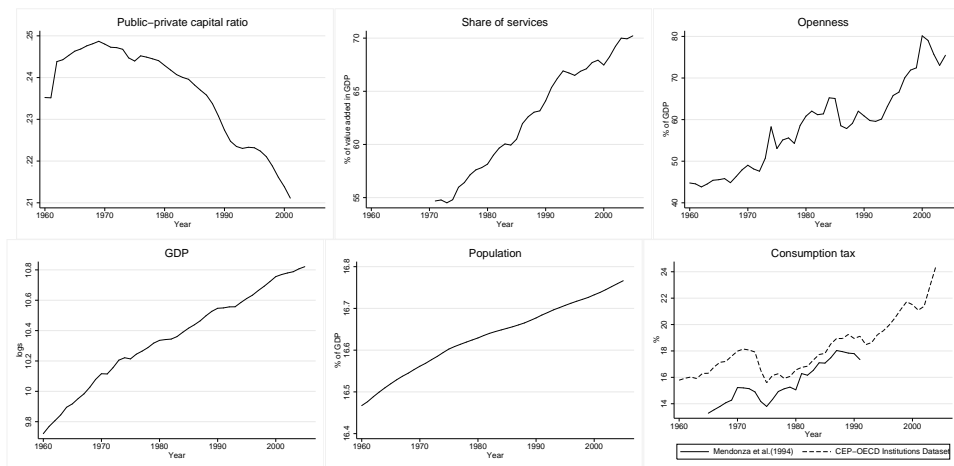 Public−private capital ratio
.25
.24
.23
.22
.21
1960 1970 1980 1990 2000
Year
Share of services
% of value added in GDP
70
65
60
55
1960 1970 1980 1990 2000
Year
Openness
% of GDP
80
70
60
50
40
1960 1970 1980 1990 2000
Year
GDP
logs
10.8
10.6
10.4
10.2
10
9.8
1960 1970 1980 1990 2000
Year
Population
% of GDP
16.8
16.7
16.6
16.5
16.4
1960 1970 1980 1990 2000
Year
Consumption tax
%
24
22
20
18
16
14
1960 1970 1980 1990 2000
Year
Mendonza et al.(1994) CEP−OECD Institutions Dataset